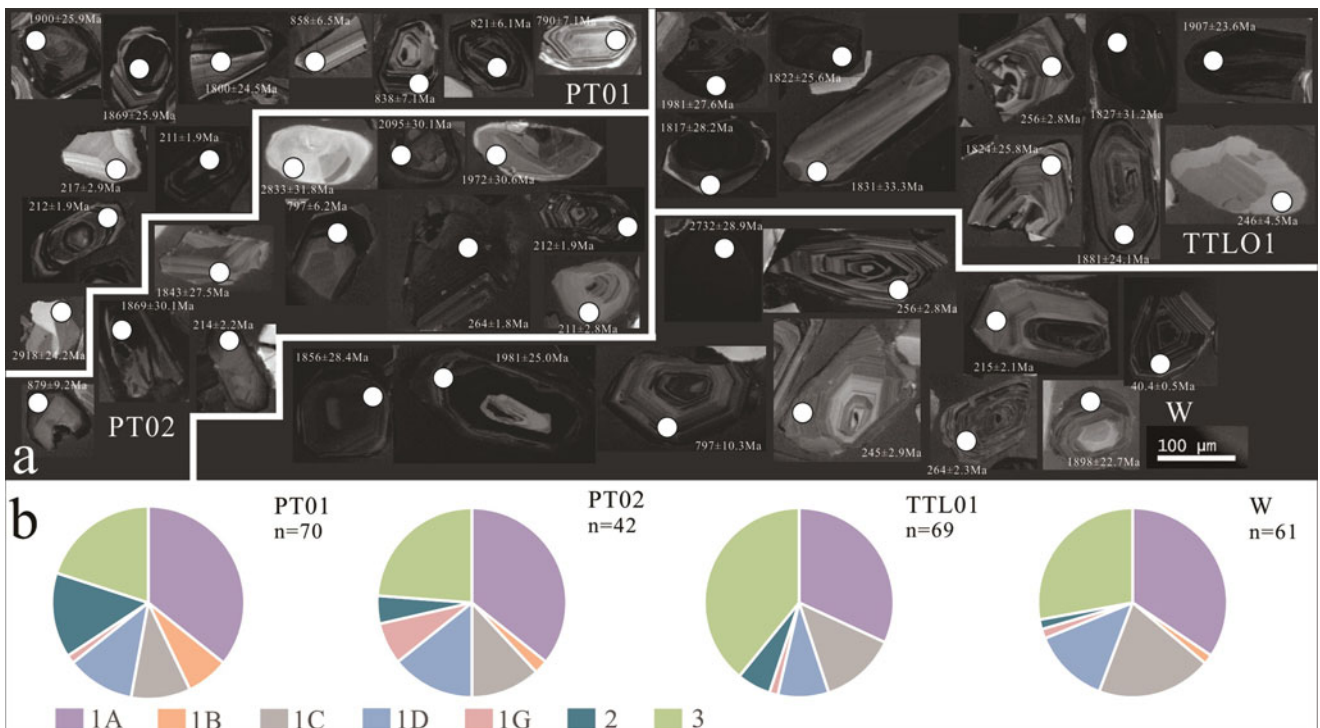 1900±25.9Ma
858±6.5Ma
821±6.1Ma
790±7.1Ma
1869±25.9Ma
1800±24.5Ma
838±7.1Ma
PT01
217±2.9Ma
211±1.9Ma
212±1.9Ma
2918±24.2Ma
2833±31.8Ma
2095±30.1Ma
1972±30.6Ma
797±6.2Ma
212±1.9Ma
1843±27.5Ma
264±1.8Ma
211±2.8Ma
1869±30.1Ma
214±2.2Ma
879±9.2Ma
PT02
1981±27.6Ma
1822±25.6Ma
256±2.8Ma
1827±31.2Ma
1907±23.6Ma
1817±28.2Ma
1831±33.3Ma
1824±25.8Ma
1881±24.1Ma
246±4.5Ma
TTLO1
2732±28.9Ma
256±2.8Ma
215±2.1Ma
40.4±0.5Ma
1856±28.4Ma
1981±25.0Ma
797±10.3Ma
245±2.9Ma
264±2.3Ma
1898±22.7Ma
W
100 μm
a
b
PT01
n=70
PT02
n=42
TTL01
n=69
W
n=61
1A 1B 1C 1D 1G 2 3